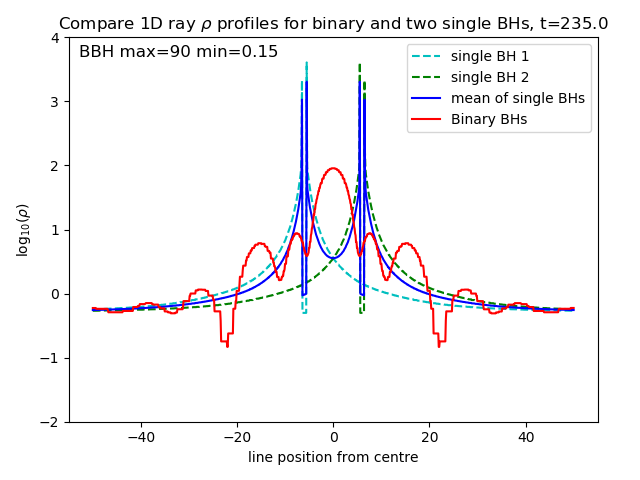 Compare 1D ray ρ profiles for binary and two single BHs, t=235.0
BBH max=90 min=0.15
single BH 1
single BH 2
mean of single BHs
Binary BHs
log₁₀(ρ)
4
3
2
1
0
−1
−2
−40 −20 0 20 40
line position from centre